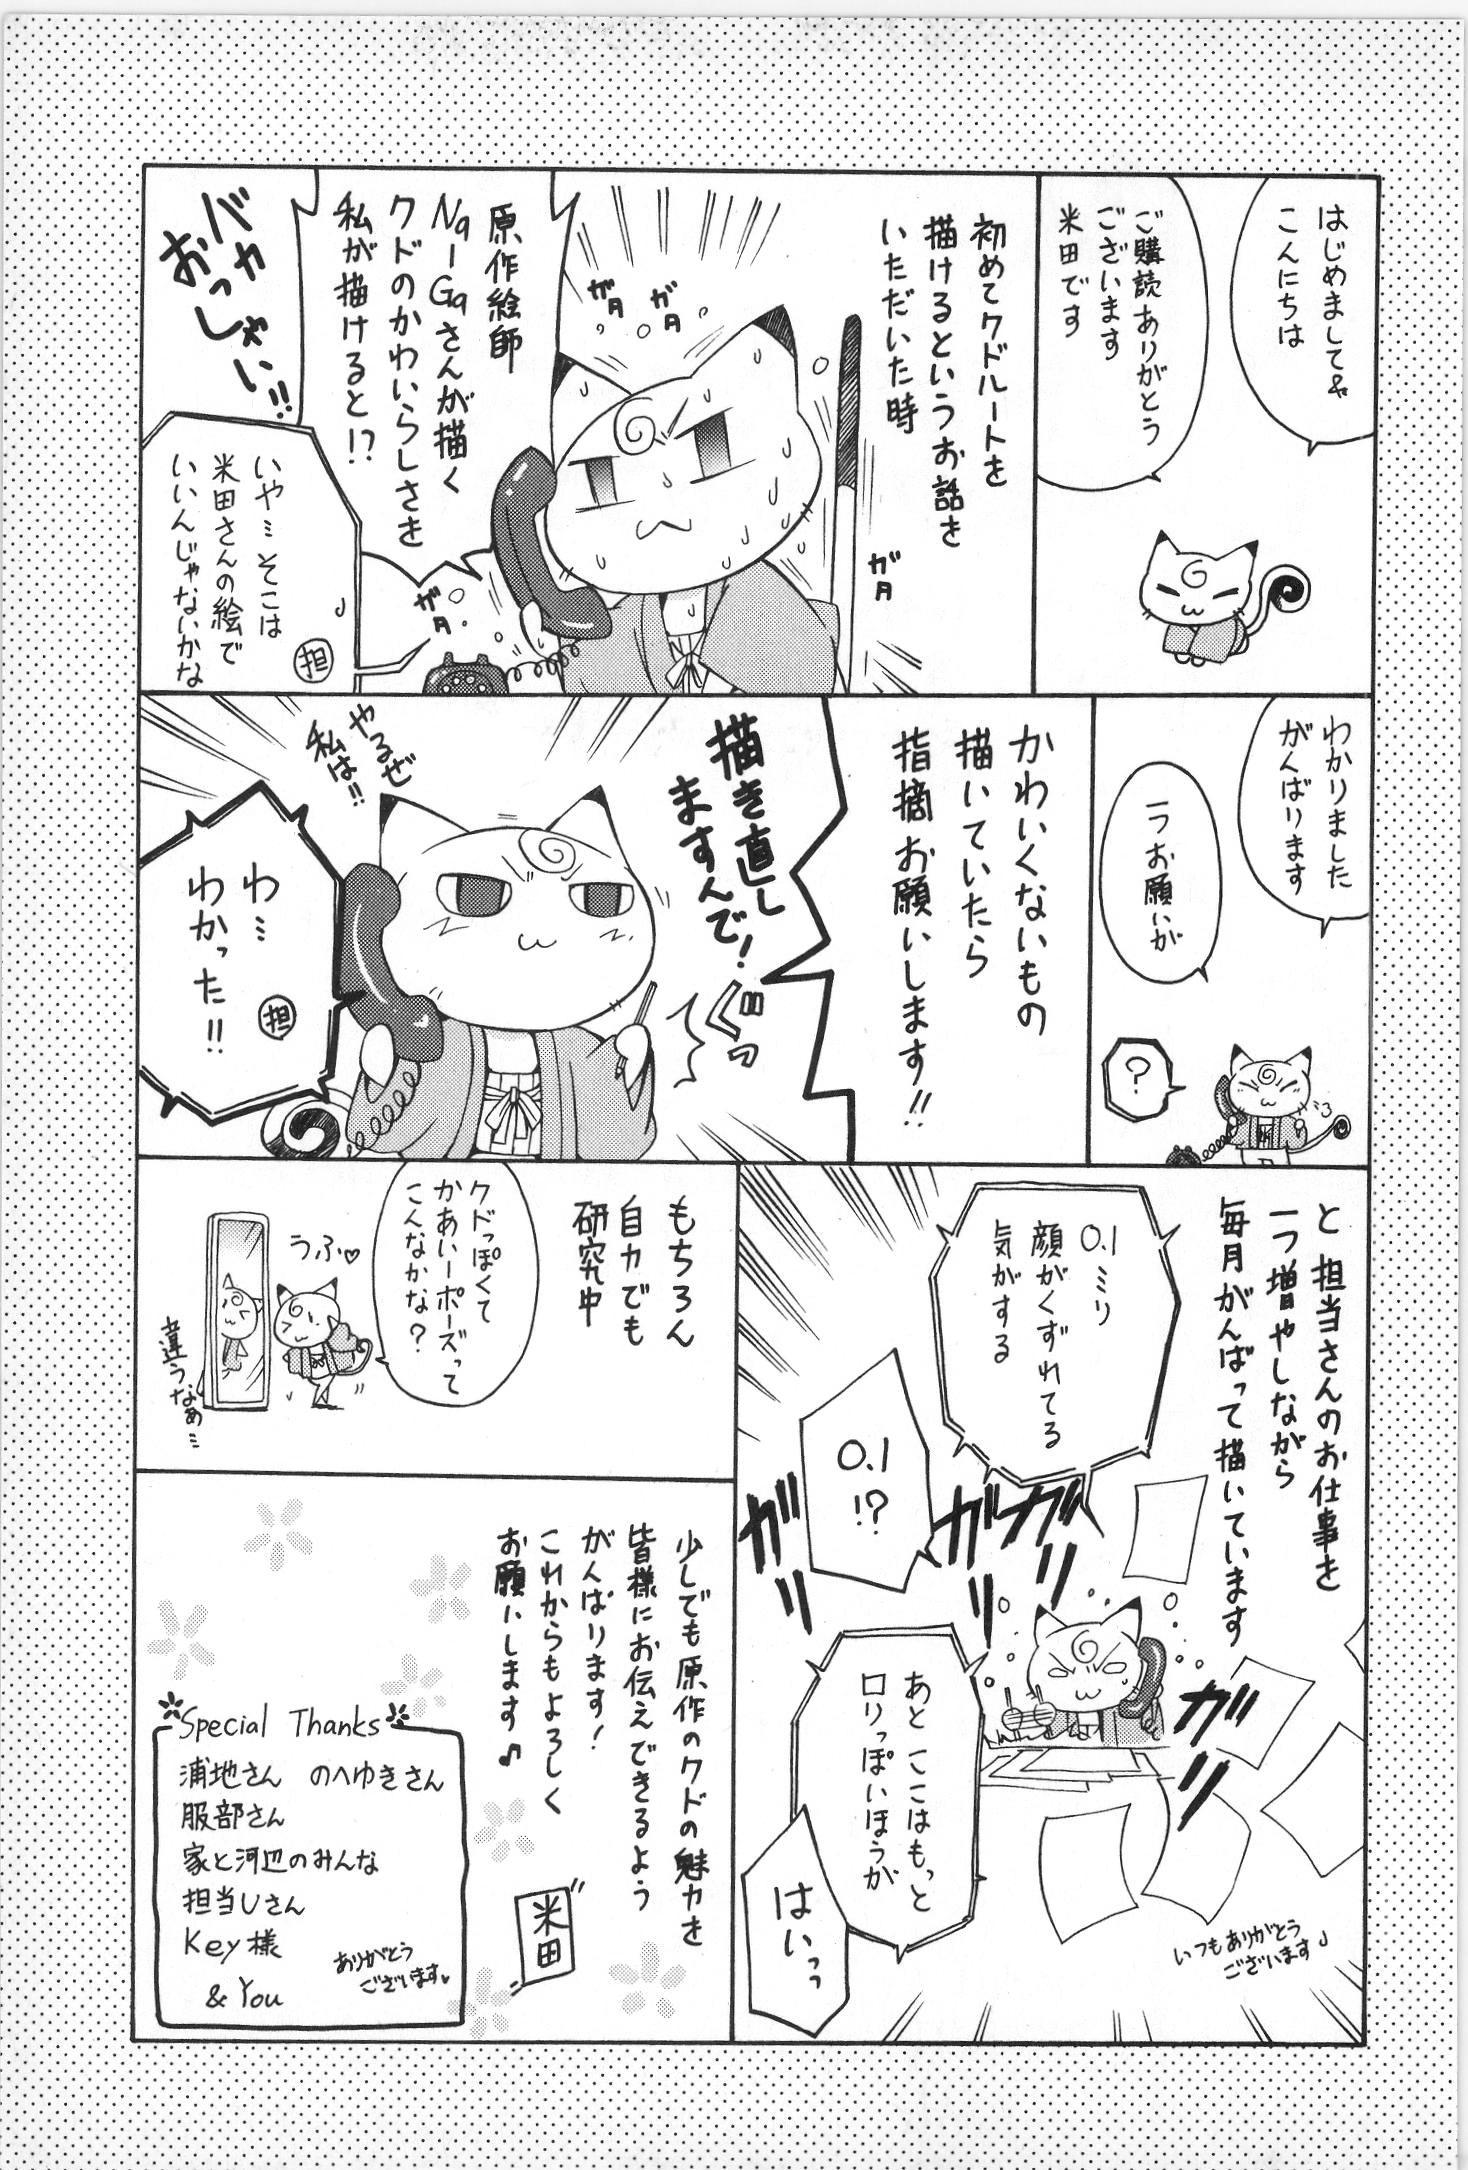 はじめまして&
こんにちは
ご購読ありがとう
ございます
米田です
初めてクドルートを
描けるというお話を
いただいた時
ガタ
ガタ
ガタ
ガタ
原作絵師
Na-Gaさんが描く
クドのかわいらしさを
私が描けると!?
バカ
おっしゃい!!
いや…そこは
米田さんの絵で
いいんじゃないかな
担
わかりました
がんばります
一つお願いが
?
かわいくないもの
描いていたら
指摘お願いします!!
描き直し
ますんで!
ぐっ
やるぜ
私は!!
わ…
わかった!!
担
と担当さんのお仕事を
一つ増やしながら
毎月がんばって描いています
0.1ミリ
顔がくずれてる
気がする
0.1
!?
ガガガ
ガ
あと ここはもっと
ロリっぽいほうが
はいっっ
いつもありがとう
ございます♪
もちろん
自力でも
研究中
クドっぽくて
かあいーポーズって
こんなかな?
うふ♥
違うなぁ…
少しでも原作のクドの魅力を
皆様にお伝えできるよう
がんばります!
これからもよろしく
お願いします♪
米田
Special Thanks
浦地さん のへゆきさん
服部さん
家と河辺のみんな
担当Uさん
Key様
& You
ありがとう
ございます♥